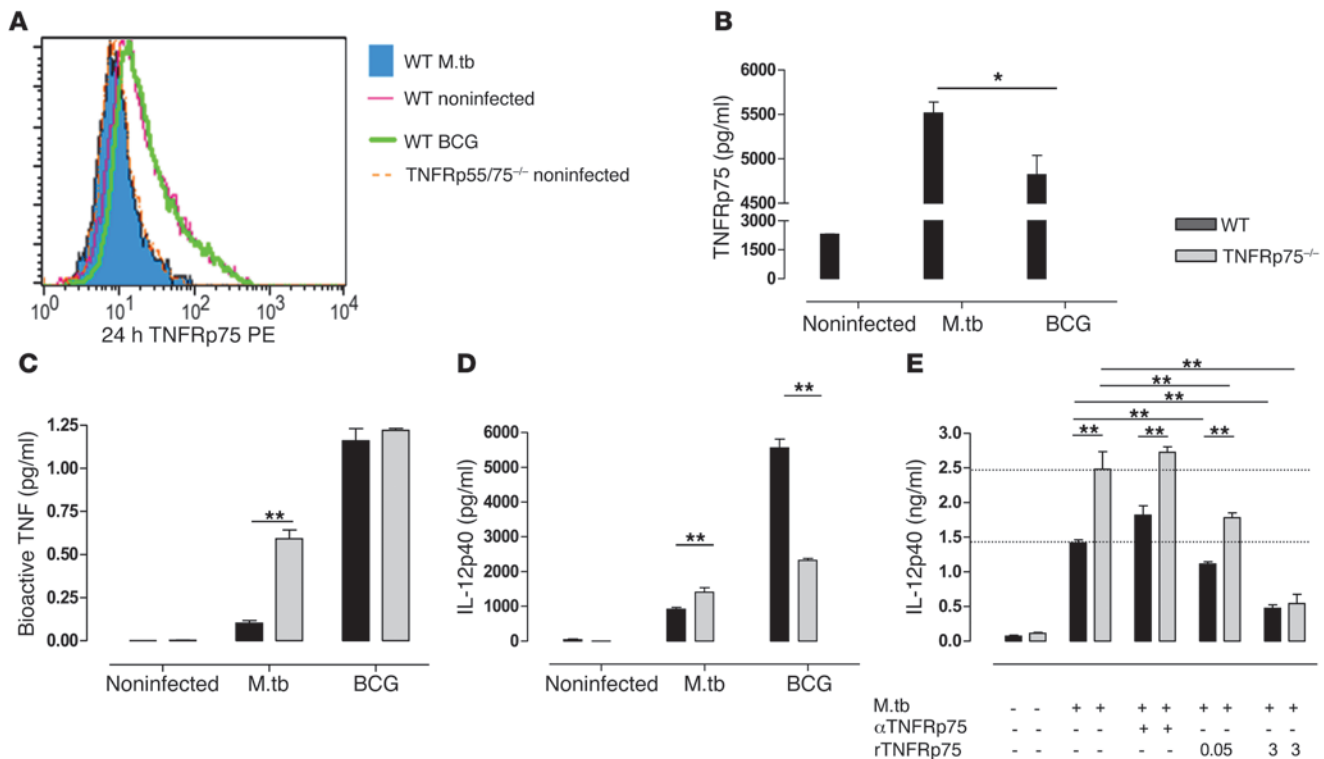 A
WT M.tb
WT noninfected
WT BCG
TNFRp55/75–/– noninfected
10⁰ 10¹ 10² 10³ 10⁴
24 h TNFRp75 PE
B
TNFRp75 (pg/ml)
6000
5500
5000
4500
3000
1500
0
*
Noninfected M.tb BCG
WT
TNFRp75–/–
C
Bioactive TNF (pg/ml)
1.25
1.00
0.75
0.50
0.25
0.00
**
Noninfected M.tb BCG
D
IL-12p40 (pg/ml)
6000
5000
4000
3000
2000
1000
0
**
**
Noninfected M.tb BCG
E
IL-12p40 (ng/ml)
3.0
2.5
2.0
1.5
1.0
0.5
0.0
**
**
**
**
** ** **
M.tb - - + + + + + + + +
αTNFRp75 - - - - + + - - - -
rTNFRp75 - - - - - - 0.05 3 3